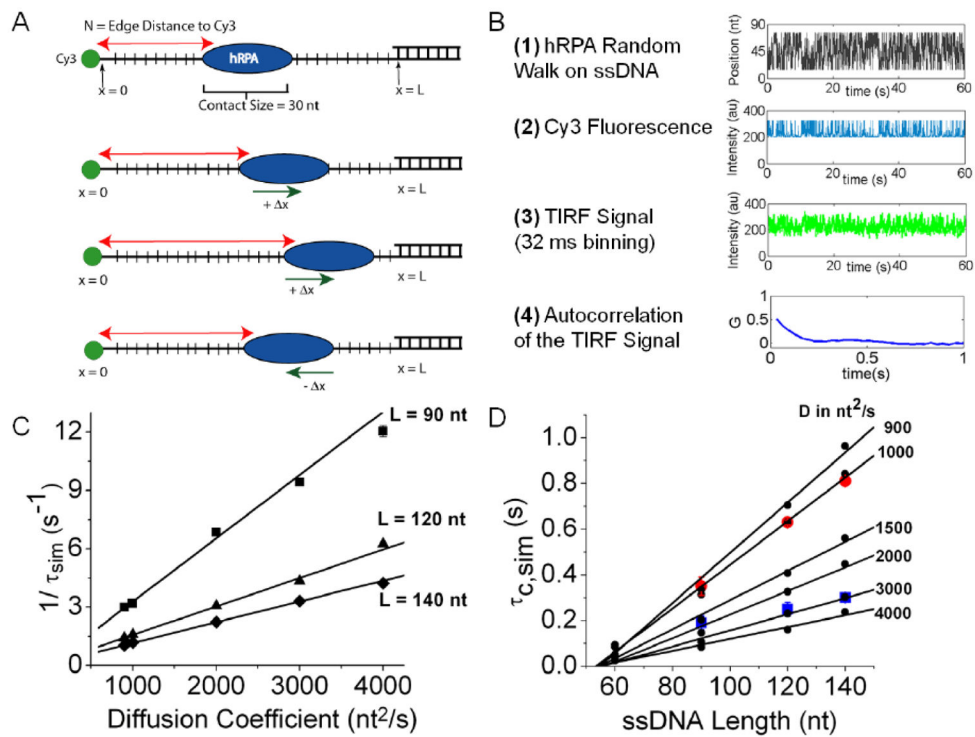 A
N = Edge Distance to Cy3
Cy3
hRPA
x = 0
Contact Size = 30 nt
x = L
x = 0
+ Δx
x = L
x = 0
+ Δx
x = L
x = 0
- Δx
x = L
B
(1) hRPA Random
Walk on ssDNA
Position (nt)
90
45
0
0 20 40 60
time (s)
(2) Cy3 Fluorescence
Intensity (au)
400
200
0
0 20 40 60
time (s)
(3) TIRF Signal
(32 ms binning)
Intensity (au)
400
200
0
0 20 40 60
time (s)
(4) Autocorrelation
of the TIRF Signal
G
1
0.5
0
0 0.5 1
time(s)
C
1/ τsim (s⁻¹)
12
9
6
3
0
L = 90 nt
L = 120 nt
L = 140 nt
1000 2000 3000 4000
Diffusion Coefficient (nt²/s)
D
D in nt²/s
τc,sim (s)
1.0
0.8
0.6
0.4
0.2
0.0
900
1000
1500
2000
3000
4000
60 80 100 120 140
ssDNA Length (nt)